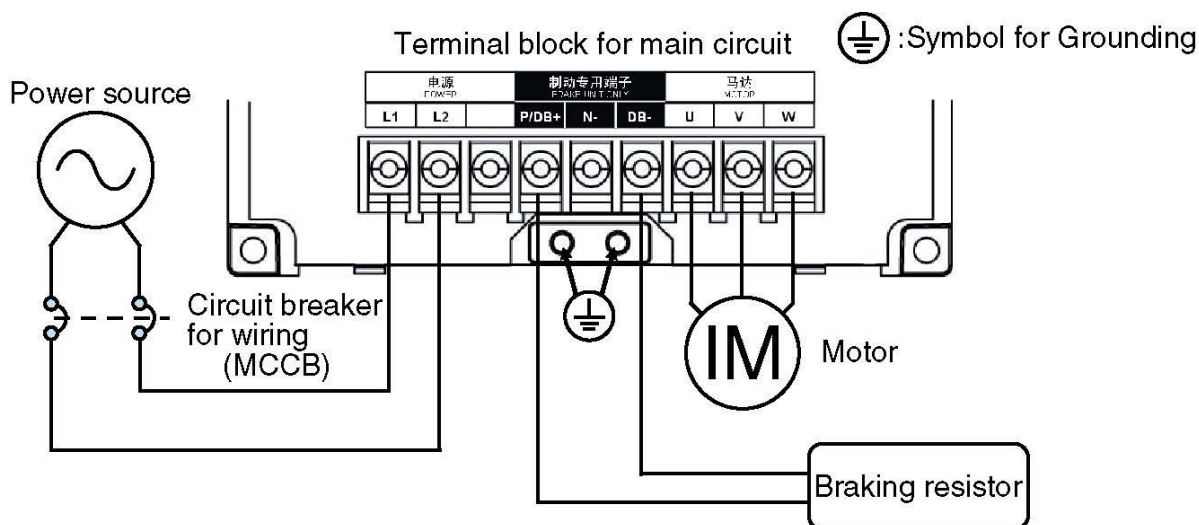 Terminal block for main circuit
:Symbol for Grounding
Power source
电源 制动专用端子 马达
POWER BRAKE UNIT ONLY MOTOR
L1 L2 P/DB+ N- DB- U V W
Circuit breaker
for wiring
(MCCB)
IM
Motor
Braking resistor